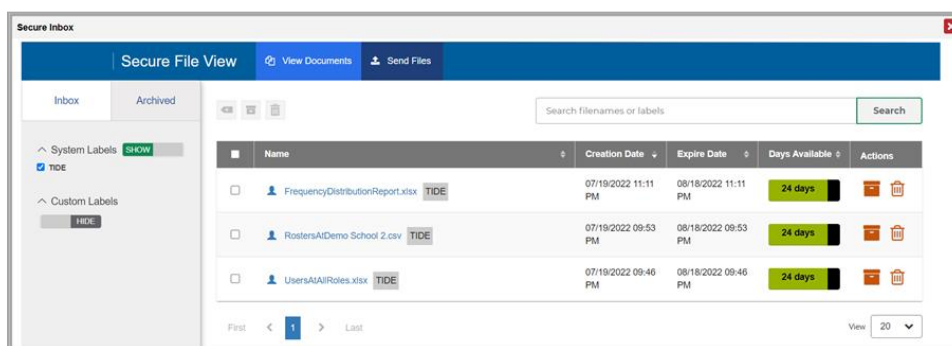 Secure Inbox
Secure File View
View Documents
Send Files
Inbox
Archived
Search filenames or labels
Search
System Labels SHOW
TIDE
Custom Labels
HIDE
Name Creation Date Expire Date Days Available Actions
FrequencyDistributionReport.xlsx TIDE 07/19/2022 11:11 PM 08/18/2022 11:11 PM 24 days
RostersAtDemo School 2.csv TIDE 07/19/2022 09:53 PM 08/18/2022 09:53 PM 24 days
UsersAtAllRoles.xlsx TIDE 07/19/2022 09:46 PM 08/18/2022 09:46 PM 24 days
First < 1 > Last
View 20